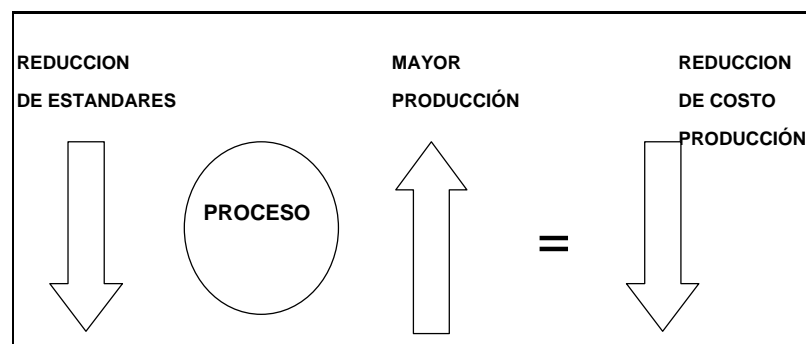 REDUCCION
DE ESTANDARES
PROCESO
MAYOR
PRODUCCIÓN
=
REDUCCION
DE COSTO
PRODUCCIÓN